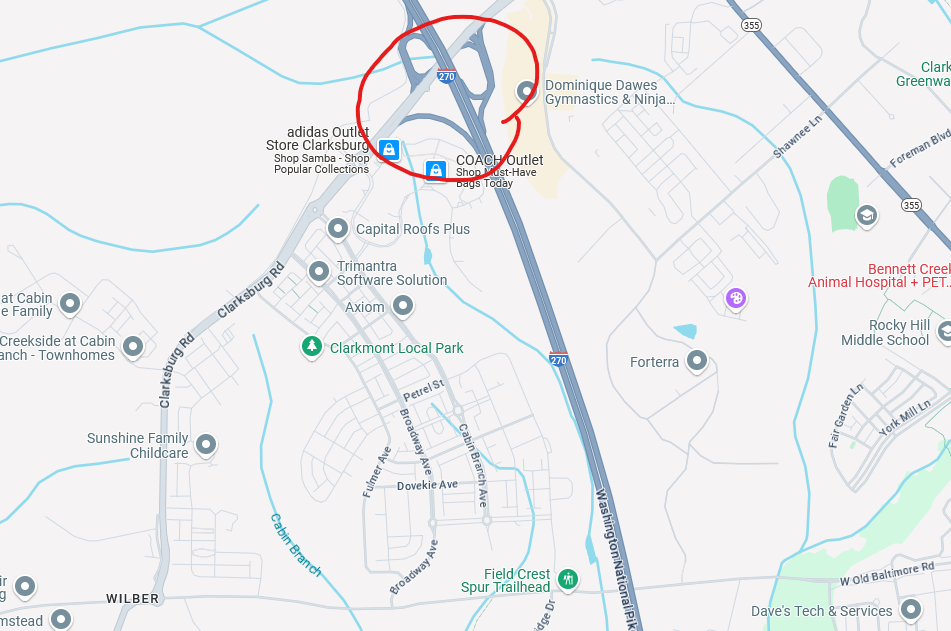 355
270
Clark
Greenwa
Dominique Dawes
Gymnastics & Ninja...
Shawnee Ln
Foreman Blvd
adidas Outlet
Store Clarksburg
Shop Samba - Shop
Popular Collections
COACH Outlet
Shop Must-Have
Bags Today
355
Capital Roofs Plus
Trimantra
Software Solution
Clarksburg Rd
Axiom
Bennett Creek
Animal Hospital + PET...
at Cabin
e Family
Creekside at Cabin
anch - Townhomes
Clarksburg Rd
Clarkmont Local Park
270
Forterra
Rocky Hill
Middle School
Petrel St
Fair Garden Ln
York Mill Ln
Broadway Ave
Cabin Branch Ave
Sunshine Family
Childcare
Fulmer Ave
Dovekie Ave
Washington National Pik
Cabin Branch
Broadway Ave
Field Crest
Spur Trailhead
W Old Baltimore Rd
WILBER
idge Dr
Dave's Tech & Services
ir
g
mstead